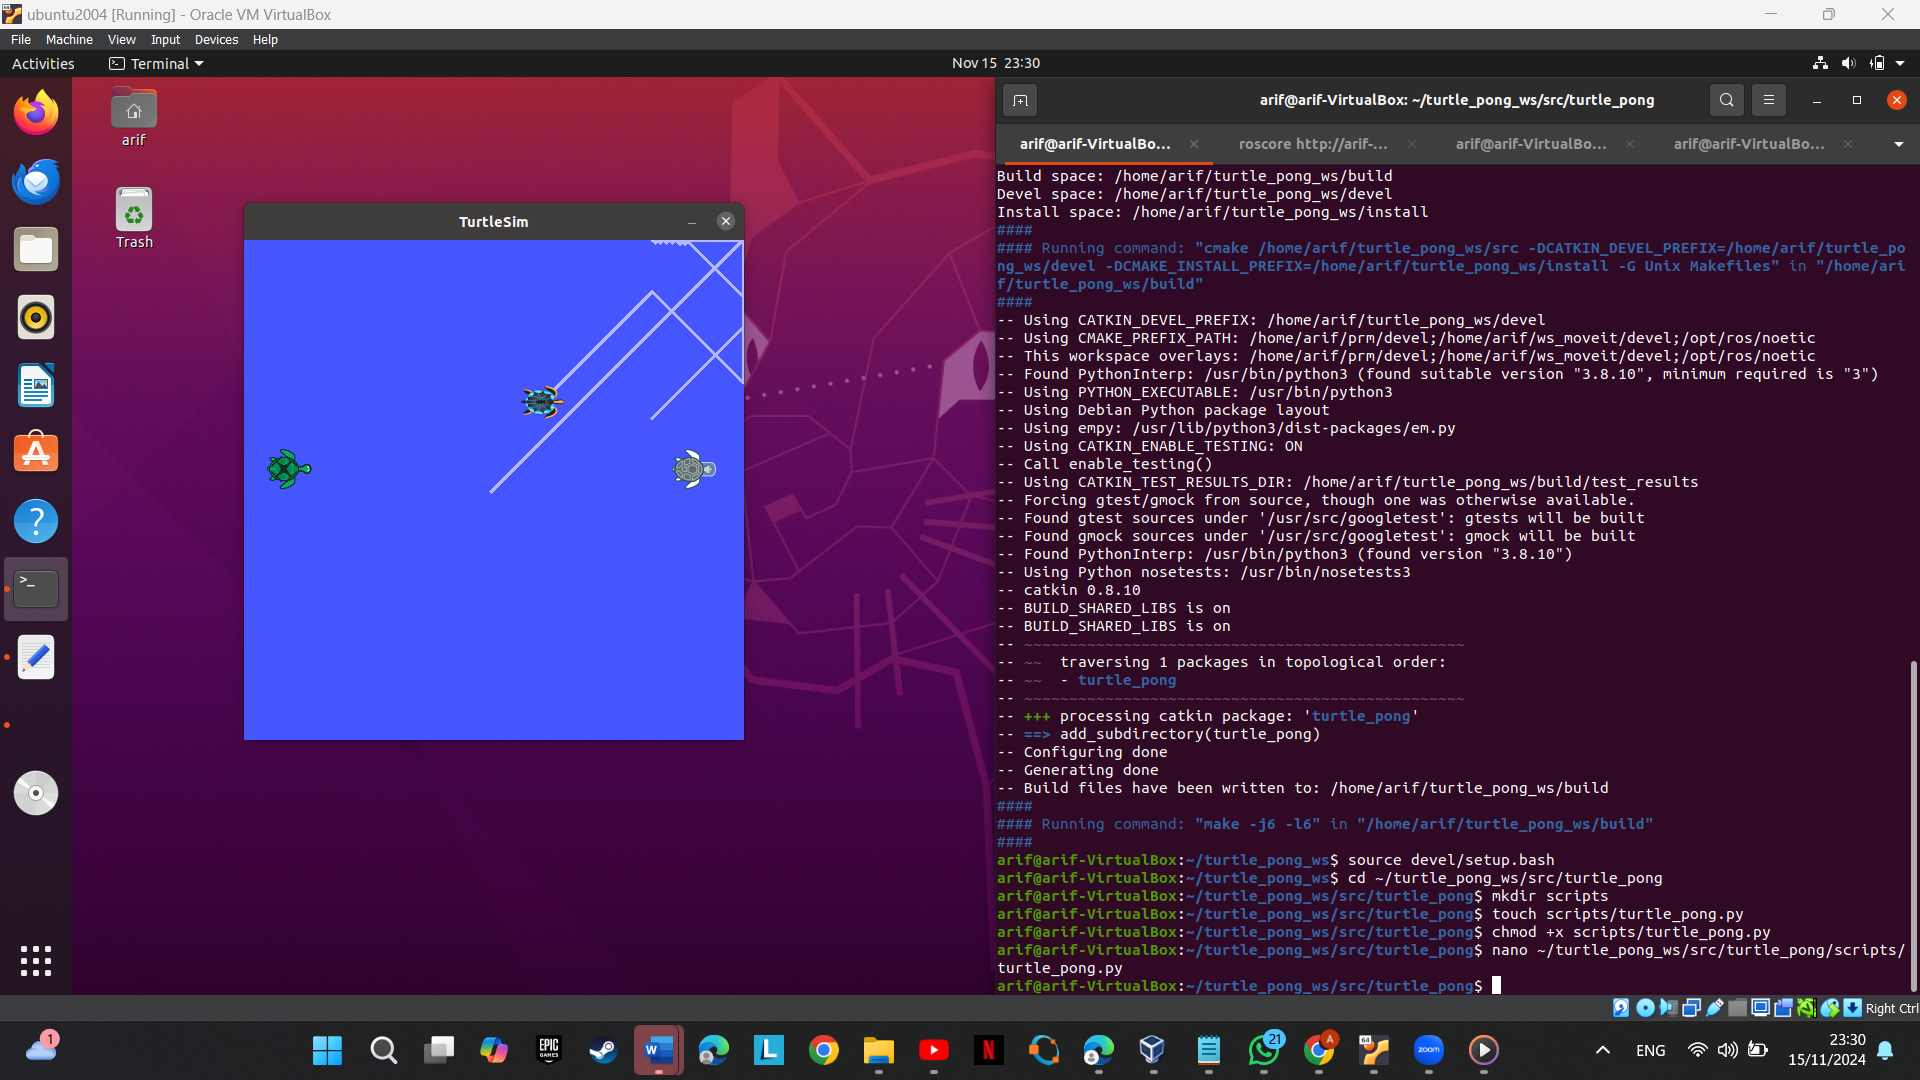 ubuntu2004 [Running] - Oracle VM VirtualBox
File Machine View Input Devices Help
Activities Terminal Nov 15 23:30
arif
Trash
TurtleSim
arif@arif-VirtualBox: ~/turtle_pong_ws/src/turtle_pong
arif@arif-VirtualBo... roscore http://arif-... arif@arif-VirtualBo... arif@arif-VirtualBo...
Build space: /home/arif/turtle_pong_ws/build
Devel space: /home/arif/turtle_pong_ws/devel
Install space: /home/arif/turtle_pong_ws/install
####
#### Running command: "cmake /home/arif/turtle_pong_ws/src -DCATKIN_DEVEL_PREFIX=/home/arif/turtle_po
ng_ws/devel -DCMAKE_INSTALL_PREFIX=/home/arif/turtle_pong_ws/install -G Unix Makefiles" in "/home/ari
f/turtle_pong_ws/build"
####
-- Using CATKIN_DEVEL_PREFIX: /home/arif/turtle_pong_ws/devel
-- Using CMAKE_PREFIX_PATH: /home/arif/prm/devel;/home/arif/ws_moveit/devel;/opt/ros/noetic
-- This workspace overlays: /home/arif/prm/devel;/home/arif/ws_moveit/devel;/opt/ros/noetic
-- Found PythonInterp: /usr/bin/python3 (found suitable version "3.8.10", minimum required is "3")
-- Using PYTHON_EXECUTABLE: /usr/bin/python3
-- Using Debian Python package layout
-- Using empy: /usr/lib/python3/dist-packages/em.py
-- Using CATKIN_ENABLE_TESTING: ON
-- Call enable_testing()
-- Using CATKIN_TEST_RESULTS_DIR: /home/arif/turtle_pong_ws/build/test_results
-- Forcing gtest/gmock from source, though one was otherwise available.
-- Found gtest sources under '/usr/src/googletest': gtests will be built
-- Found gmock sources under '/usr/src/googletest': gmock will be built
-- Found PythonInterp: /usr/bin/python3 (found version "3.8.10")
-- Using Python nosetests: /usr/bin/nosetests3
-- catkin 0.8.10
-- BUILD_SHARED_LIBS is on
-- BUILD_SHARED_LIBS is on
-- ~~~~~~~~~~~~~~~~~~~~~~~~~~~~~~~~~~~~~~~~~~~~~~~~~
-- ~~  traversing 1 packages in topological order:
-- ~~  - turtle_pong
-- ~~~~~~~~~~~~~~~~~~~~~~~~~~~~~~~~~~~~~~~~~~~~~~~~~
-- +++ processing catkin package: 'turtle_pong'
-- ==> add_subdirectory(turtle_pong)
-- Configuring done
-- Generating done
-- Build files have been written to: /home/arif/turtle_pong_ws/build
####
#### Running command: "make -j6 -l6" in "/home/arif/turtle_pong_ws/build"
####
arif@arif-VirtualBox:~/turtle_pong_ws$ source devel/setup.bash
arif@arif-VirtualBox:~/turtle_pong_ws$ cd ~/turtle_pong_ws/src/turtle_pong
arif@arif-VirtualBox:~/turtle_pong_ws/src/turtle_pong$ mkdir scripts
arif@arif-VirtualBox:~/turtle_pong_ws/src/turtle_pong$ touch scripts/turtle_pong.py
arif@arif-VirtualBox:~/turtle_pong_ws/src/turtle_pong$ chmod +x scripts/turtle_pong.py
arif@arif-VirtualBox:~/turtle_pong_ws/src/turtle_pong$ nano ~/turtle_pong_ws/src/turtle_pong/scripts/
turtle_pong.py
arif@arif-VirtualBox:~/turtle_pong_ws/src/turtle_pong$
Right Ctrl
1
EPIC GAMES
W
L
N
21
A
64
zoom
ENG
23:30
15/11/2024